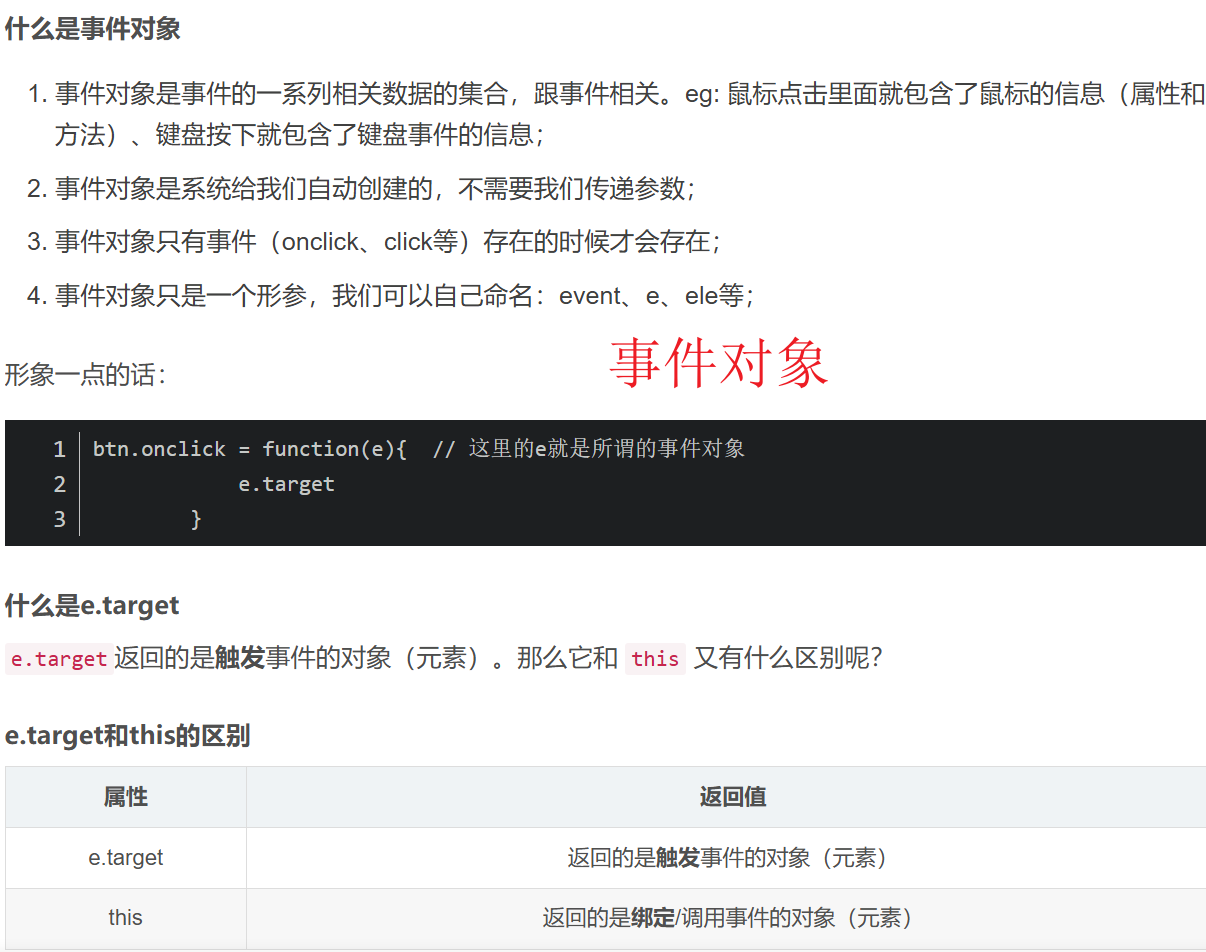 什么是事件对象
1. 事件对象是事件的一系列相关数据的集合，跟事件相关。eg: 鼠标点击里面就包含了鼠标的信息（属性和
方法）、键盘按下就包含了键盘事件的信息；
2. 事件对象是系统给我们自动创建的，不需要我们传递参数；
3. 事件对象只有事件（onclick、click等）存在的时候才会存在；
4. 事件对象只是一个形参，我们可以自己命名：event、e、ele等；
事件对象
形象一点的话：
1 btn.onclick = function(e){  // 这里的e就是所谓的事件对象
2             e.target
3         }
什么是e.target
e.target返回的是触发事件的对象（元素）。那么它和 this 又有什么区别呢？
e.target和this的区别
属性 返回值
e.target 返回的是触发事件的对象（元素）
this 返回的是绑定/调用事件的对象（元素）